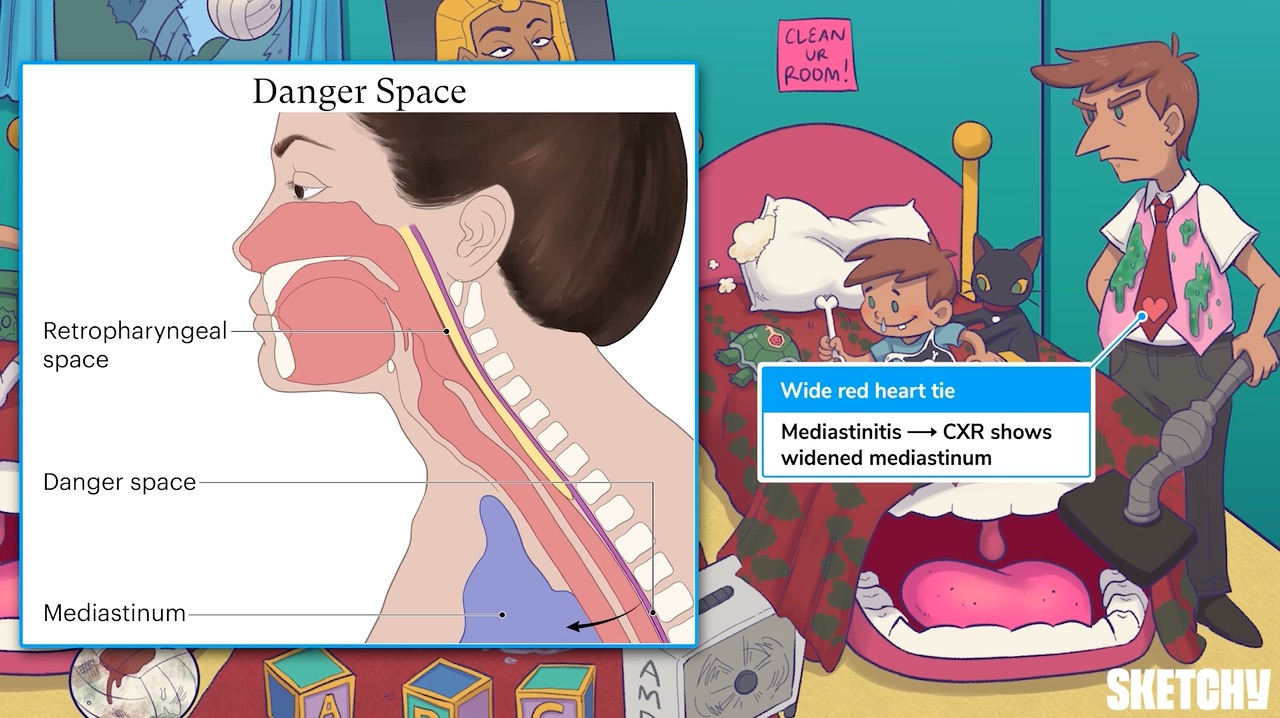 Danger Space
Retropharyngeal
space
Danger space
Mediastinum
CLEAN
UR
ROOM!
Wide red heart tie
Mediastinitis → CXR shows
widened mediastinum
A
C
AM
SKETCHY